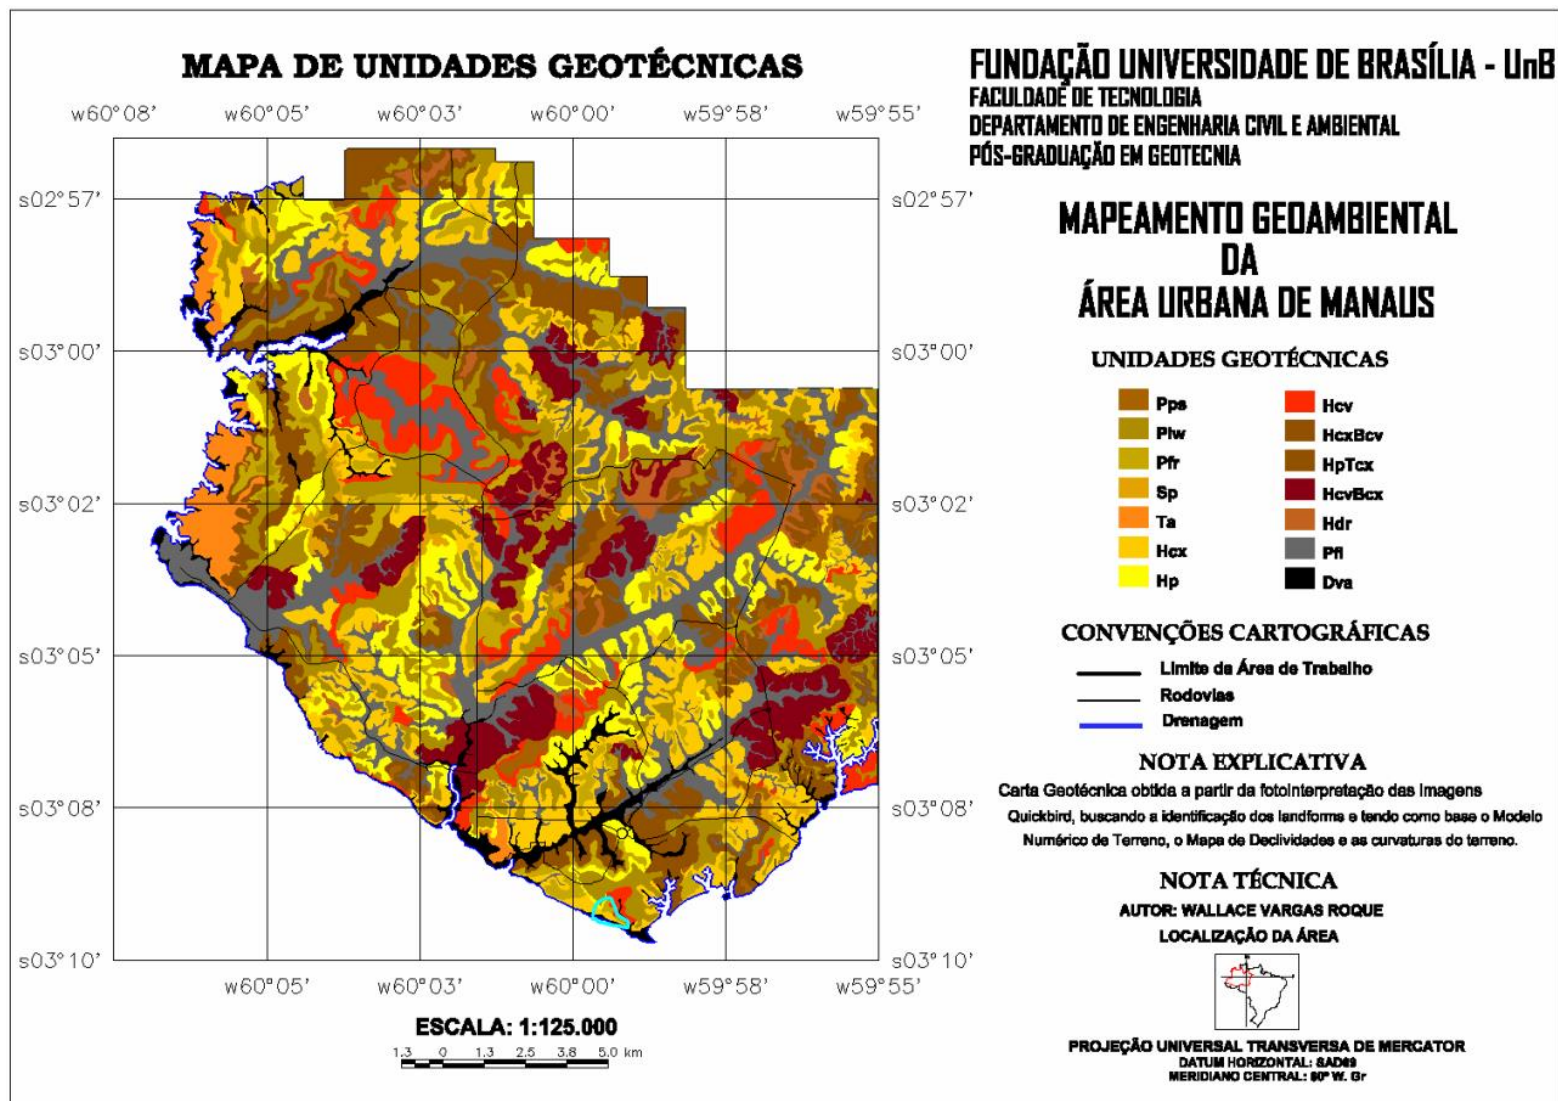 MAPA DE UNIDADES GEOTÉCNICAS
w60°08' w60°05' w60°03' w60°00' w59°58' w59°55'
s02°57' s02°57'
s03°00' s03°00'
s03°02' s03°02'
s03°05' s03°05'
s03°08' s03°08'
s03°10' s03°10'
w60°05' w60°03' w60°00' w59°58' w59°55'
ESCALA: 1:125.000
1.3 0 1.3 2.5 3.8 5.0 km
FUNDAÇÃO UNIVERSIDADE DE BRASÍLIA - UnB
FACULDADE DE TECNOLOGIA
DEPARTAMENTO DE ENGENHARIA CIVIL E AMBIENTAL
PÓS-GRADUAÇÃO EM GEOTECNIA
MAPEAMENTO GEOAMBIENTAL
DA
ÁREA URBANA DE MANAUS
UNIDADES GEOTÉCNICAS
Pps Hcv
Plw HcxBcv
Pfr HpTcx
Sp HcvBcx
Ta Hdr
Hcx Pfl
Hp Dva
CONVENÇÕES CARTOGRÁFICAS
Limite da Área de Trabalho
Rodovias
Drenagem
NOTA EXPLICATIVA
Carta Geotécnica obtida a partir da fotointerpretação das Imagens
Quickbird, buscando a identificação dos landforms e tendo como base o Modelo
Numérico de Terreno, o Mapa de Declividades e as curvaturas do terreno.
NOTA TÉCNICA
AUTOR: WALLACE VARGAS ROQUE
LOCALIZAÇÃO DA ÁREA
PROJEÇÃO UNIVERSAL TRANSVERSA DE MERCATOR
DATUM HORIZONTAL: SAD69
MERIDIANO CENTRAL: 60° W. Gr